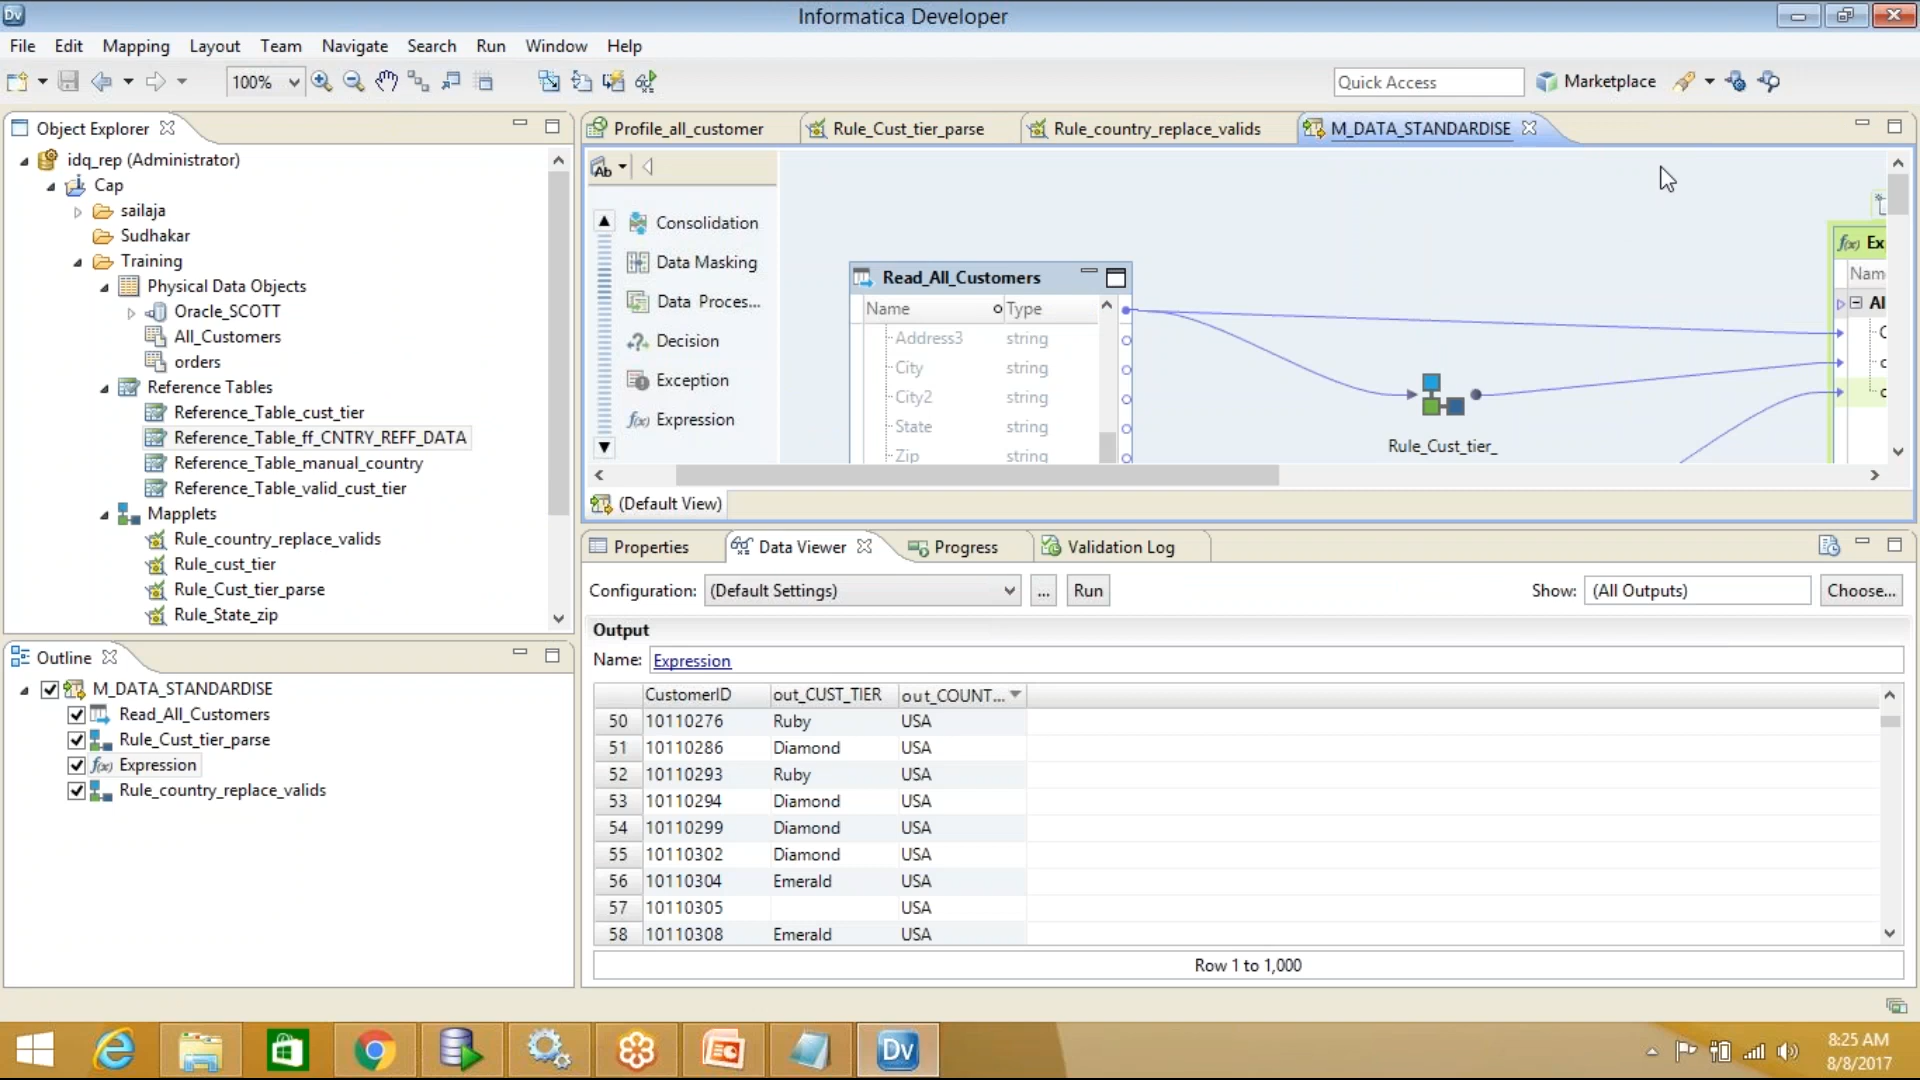 Dv
Informatica Developer
File Edit Mapping Layout Team Navigate Search Run Window Help
100%
Quick Access
Marketplace
Object Explorer
idq_rep (Administrator)
Cap
sailaja
Sudhakar
Training
Physical Data Objects
Oracle_SCOTT
All_Customers
orders
Reference Tables
Reference_Table_cust_tier
Reference_Table_ff_CNTRY_REFF_DATA
Reference_Table_manual_country
Reference_Table_valid_cust_tier
Mapplets
Rule_country_replace_valids
Rule_cust_tier
Rule_Cust_tier_parse
Rule_State_zip
Outline
M_DATA_STANDARDISE
Read_All_Customers
Rule_Cust_tier_parse
f(x) Expression
Rule_country_replace_valids
Profile_all_customer Rule_Cust_tier_parse Rule_country_replace_valids M_DATA_STANDARDISE
Ab
Consolidation
Data Masking
Data Proces...
Decision
Exception
f(x) Expression
Read_All_Customers
Name Type
Address3 string
City string
City2 string
State string
Zip string
Rule_Cust_tier_
f(x) Ex
Nam
Al
(Default View)
Properties Data Viewer Progress Validation Log
Configuration: (Default Settings) ... Run Show: (All Outputs) Choose...
Output
Name: Expression
CustomerID out_CUST_TIER out_COUNT...
50 10110276 Ruby USA
51 10110286 Diamond USA
52 10110293 Ruby USA
53 10110294 Diamond USA
54 10110299 Diamond USA
55 10110302 Diamond USA
56 10110304 Emerald USA
57 10110305 USA
58 10110308 Emerald USA
Row 1 to 1,000
Dv
8:25 AM
8/8/2017